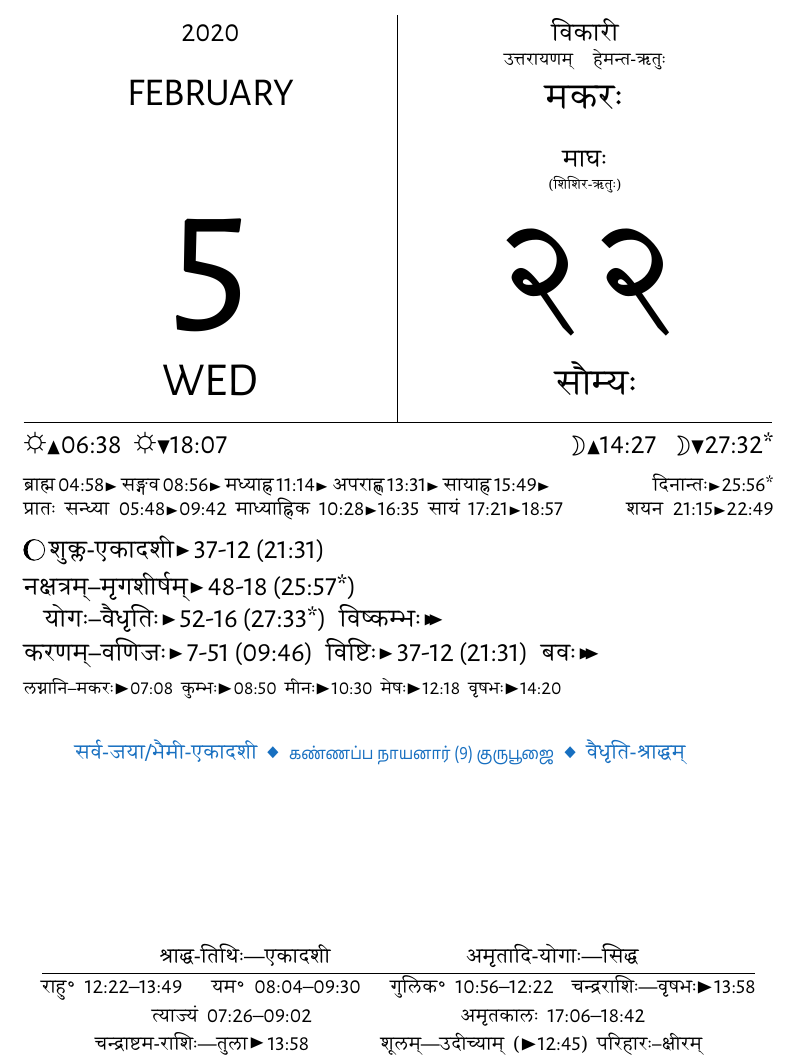 2020
FEBRUARY
5
WED
विकारी
उत्तरायणम् हेमन्त-ऋतुः
मकरः
माघः
(शिशिर-ऋतुः)
२२
सौम्यः
☼▲06:38 ☼▼18:07 ☽▲14:27 ☽▼27:32*
ब्राह्म 04:58► सङ्गव 08:56► मध्याह्न 11:14► अपराह्ण 13:31► सायाह्न 15:49► दिनान्तः►25:56*
प्रातः सन्ध्या 05:48►09:42 माध्याह्निक 10:28►16:35 सायं 17:21►18:57 शयन 21:15►22:49
शुक्ल-एकादशी►37-12 (21:31)
नक्षत्रम्–मृगशीर्षम्►48-18 (25:57*)
योगः–वैधृतिः►52-16 (27:33*) विष्कम्भः►►
करणम्–वणिजः►7-51 (09:46) विष्टिः►37-12 (21:31) बवः►►
लग्नानि–मकरः►07:08 कुम्भः►08:50 मीनः►10:30 मेषः►12:18 वृषभः►14:20
सर्व-जया/भैमी-एकादशी ◆ கண்ணப்ப நாயனார் (9) குருபூஜை ◆ वैधृति-श्राद्धम्
श्राद्ध-तिथिः—एकादशी अमृतादि-योगाः—सिद्ध
राहु° 12:22–13:49 यम° 08:04–09:30 गुलिक° 10:56–12:22 चन्द्रराशिः—वृषभः►13:58
त्याज्यं 07:26–09:02 अमृतकालः 17:06–18:42
चन्द्राष्टम-राशिः—तुला►13:58 शूलम्—उदीच्याम् (►12:45) परिहारः–क्षीरम्